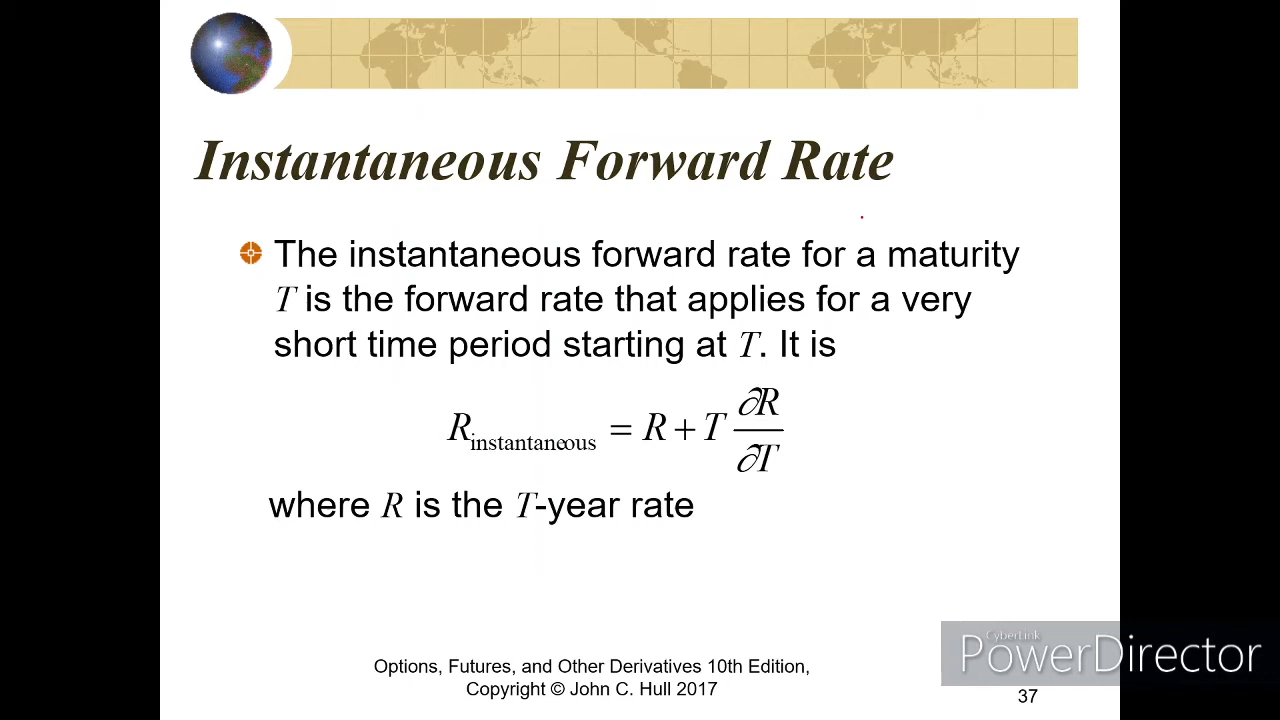 Instantaneous Forward Rate
The instantaneous forward rate for a maturity
T is the forward rate that applies for a very
short time period starting at T. It is
R_instantaneous = R + T ∂R/∂T
where R is the T-year rate
Options, Futures, and Other Derivatives 10th Edition,
Copyright © John C. Hull 2017
CyberLink
PowerDirector
37